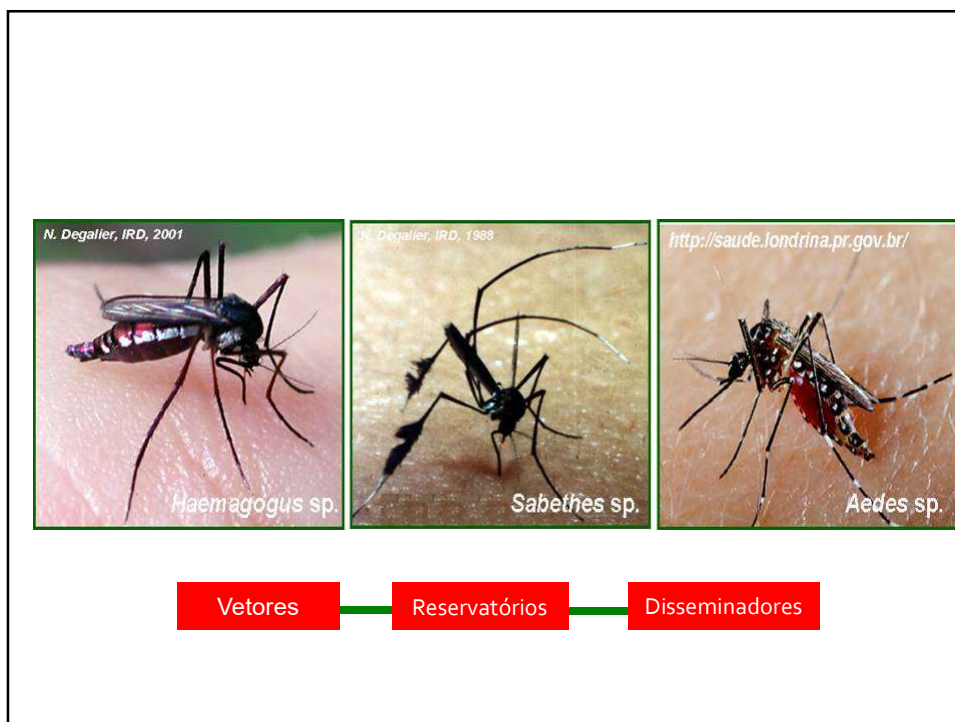 N. Degalier, IRD, 2001
N. Degalier, IRD, 1988
http://saude.londrina.pr.gov.br/
Haemagogus sp.
Sabethes sp.
Aedes sp.
Vetores
Reservatórios
Disseminadores